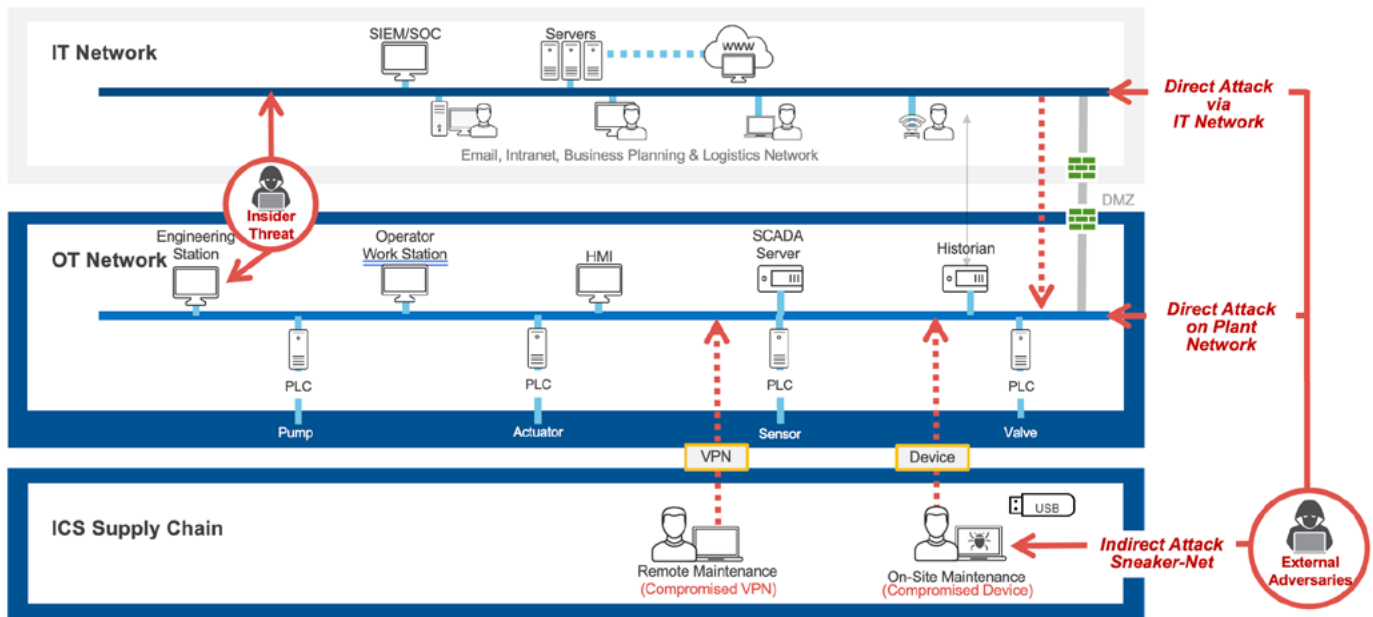 IT Network
SIEM/SOC
Servers
WWW
Email, Intranet, Business Planning & Logistics Network
Direct Attack
via
IT Network
Insider
Threat
DMZ
OT Network
Engineering
Station
Operator
Work Station
HMI
SCADA
Server
Historian
Direct Attack
on Plant
Network
PLC
PLC
PLC
PLC
Pump
Actuator
Sensor
Valve
VPN
Device
ICS Supply Chain
USB
Remote Maintenance
(Compromised VPN)
On-Site Maintenance
(Compromised Device)
Indirect Attack
Sneaker-Net
External
Adversaries